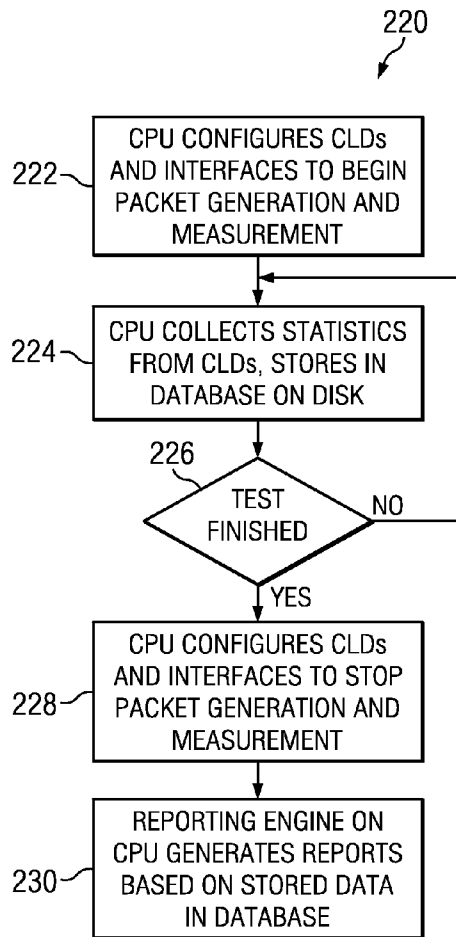 220
222
CPU CONFIGURES CLDs
AND INTERFACES TO BEGIN
PACKET GENERATION AND
MEASUREMENT
224
CPU COLLECTS STATISTICS
FROM CLDs, STORES IN
DATABASE ON DISK
226
TEST
FINISHED
NO
YES
228
CPU CONFIGURES CLDs
AND INTERFACES TO STOP
PACKET GENERATION AND
MEASUREMENT
230
REPORTING ENGINE ON
CPU GENERATES REPORTS
BASED ON STORED DATA
IN DATABASE